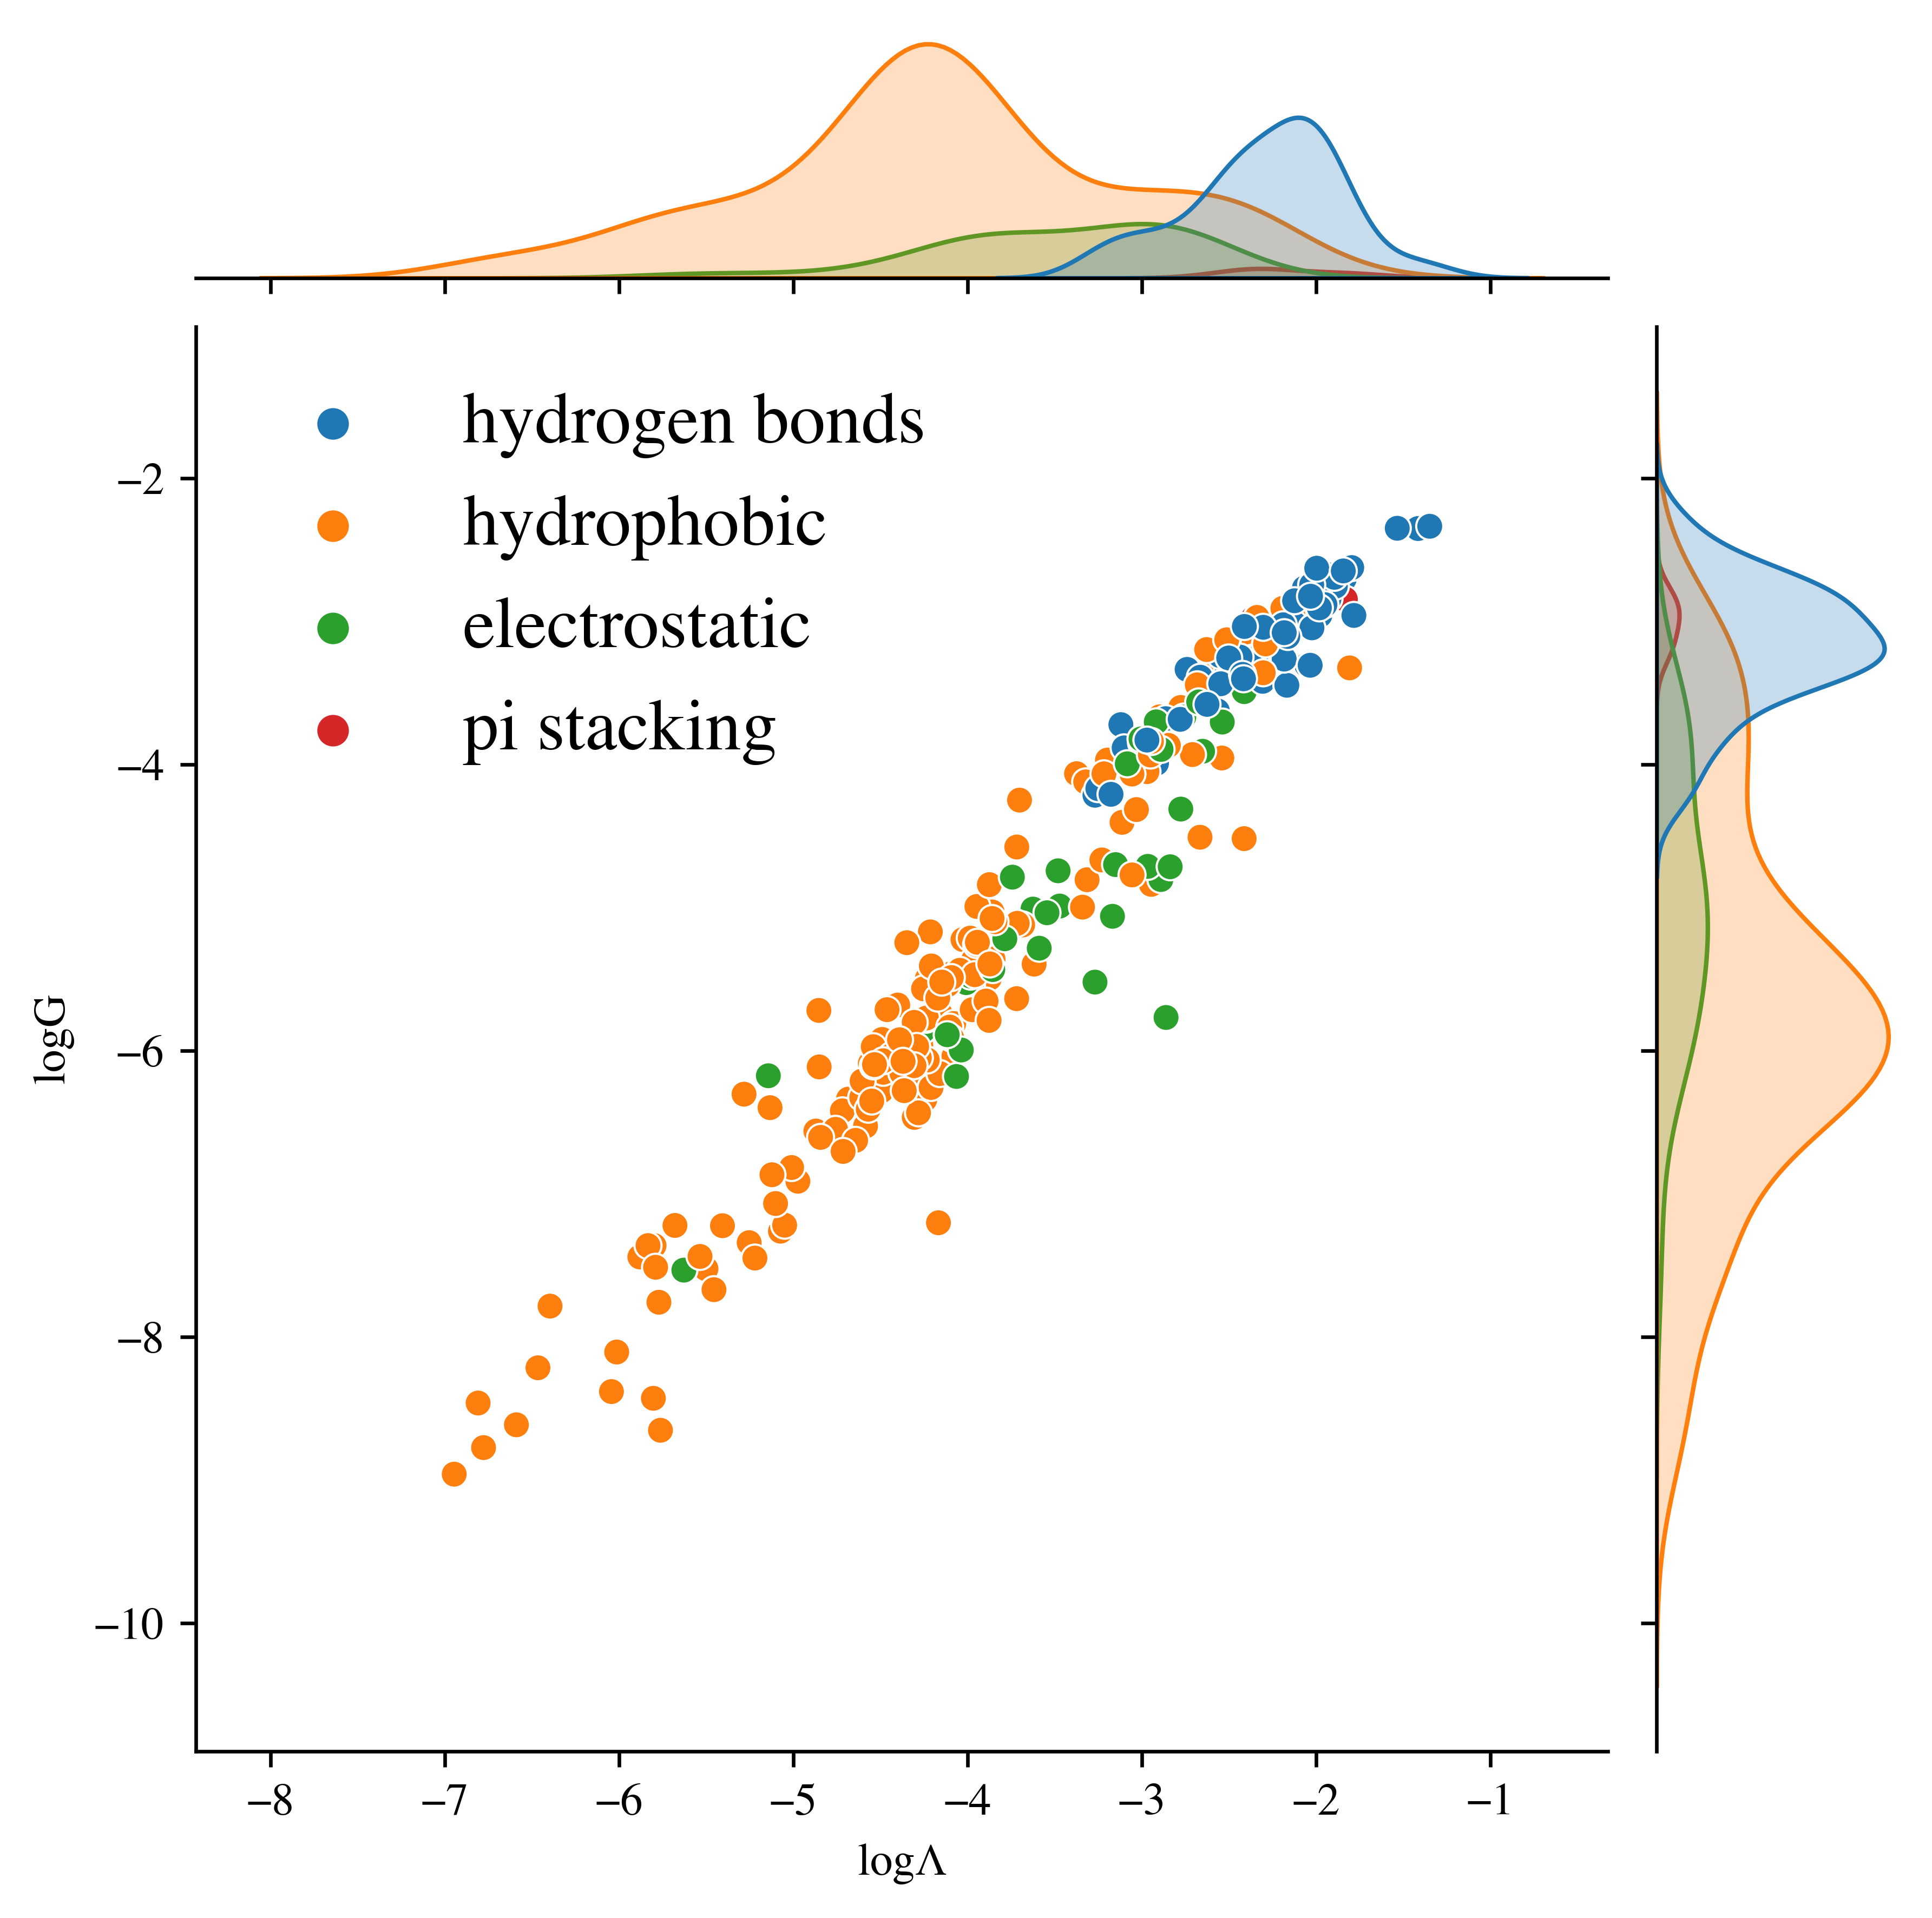 hydrogen bonds
hydrophobic
electrostatic
pi stacking
−2
−4
−6
−8
−10
logG
−8 −7 −6 −5 −4 −3 −2 −1
logΛ